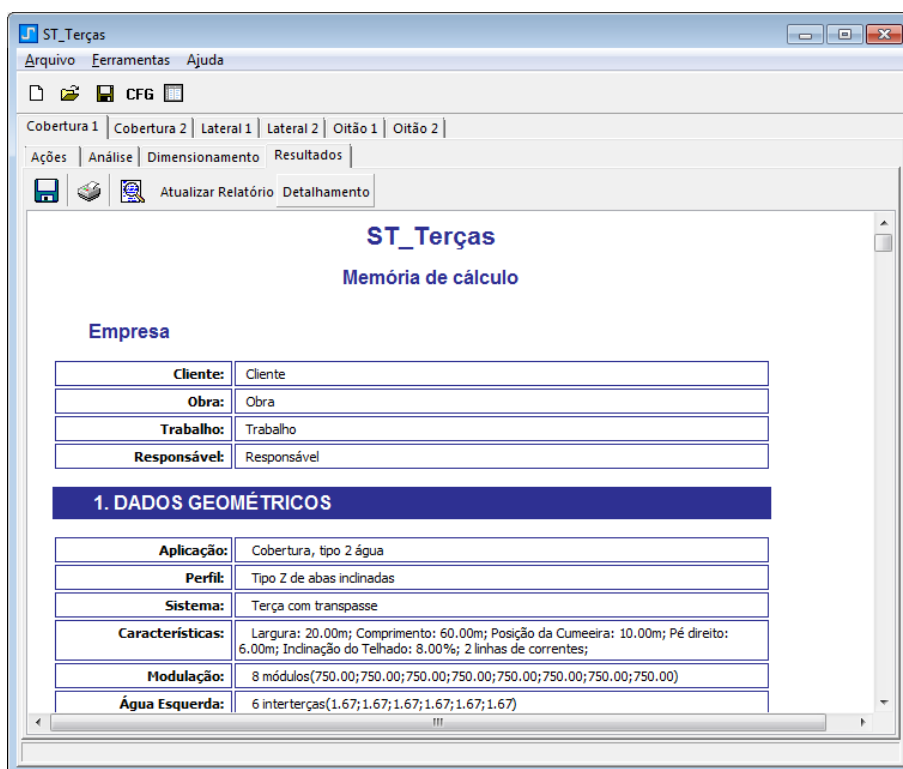 ST_Terças
Arquivo Ferramentas Ajuda
CFG
Cobertura 1 Cobertura 2 Lateral 1 Lateral 2 Oitão 1 Oitão 2
Ações Análise Dimensionamento Resultados
Atualizar Relatório Detalhamento
ST_Terças
Memória de cálculo
Empresa
Cliente: Cliente
Obra: Obra
Trabalho: Trabalho
Responsável: Responsável
1. DADOS GEOMÉTRICOS
Aplicação: Cobertura, tipo 2 água
Perfil: Tipo Z de abas inclinadas
Sistema: Terça com transpasse
Características: Largura: 20.00m; Comprimento: 60.00m; Posição da Cumeeira: 10.00m; Pé direito:
6.00m; Inclinação do Telhado: 8.00%; 2 linhas de correntes;
Modulação: 8 módulos(750.00;750.00;750.00;750.00;750.00;750.00;750.00;750.00)
Água Esquerda: 6 interterças(1.67;1.67;1.67;1.67;1.67;1.67)